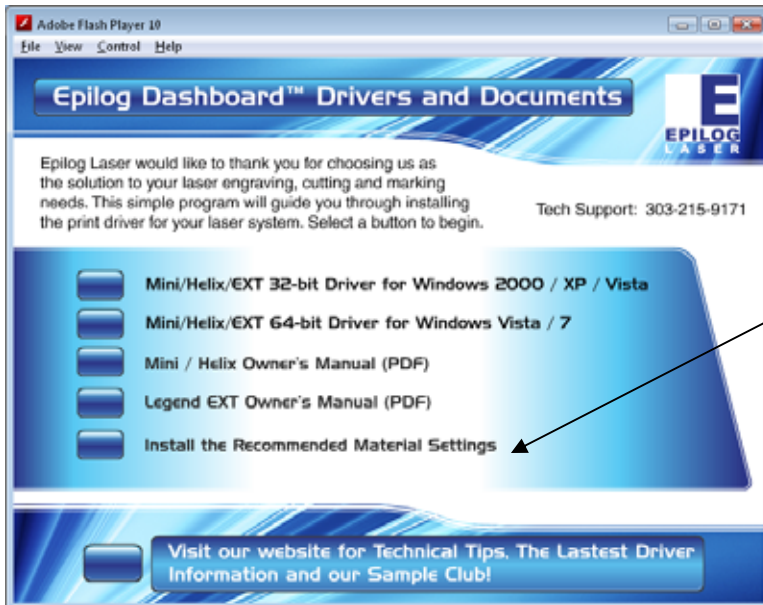 Adobe Flash Player 10
File View Control Help
Epilog Dashboard™ Drivers and Documents
E
EPILOG
LASER
Epilog Laser would like to thank you for choosing us as
the solution to your laser engraving, cutting and marking
needs. This simple program will guide you through installing
the print driver for your laser system. Select a button to begin.
Tech Support: 303-215-9171
Mini/Helix/EXT 32-bit Driver for Windows 2000 / XP / Vista
Mini/Helix/EXT 64-bit Driver for Windows Vista / 7
Mini / Helix Owner's Manual (PDF)
Legend EXT Owner's Manual (PDF)
Install the Recommended Material Settings
Visit our website for Technical Tips, The Lastest Driver
Information and our Sample Club!